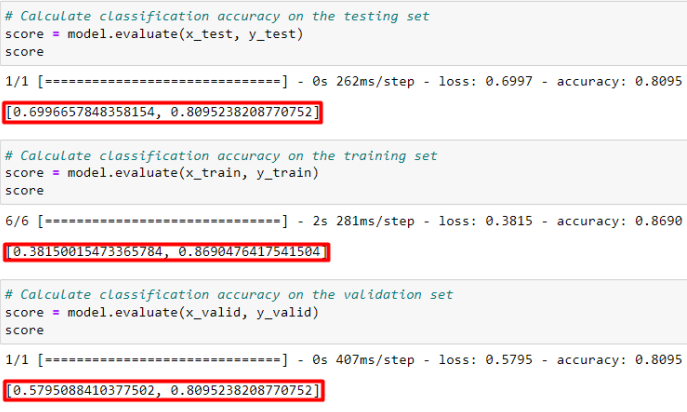 # Calculate classification accuracy on the testing set
score = model.evaluate(x_test, y_test)
score
1/1 [==============================] - 0s 262ms/step - loss: 0.6997 - accuracy: 0.8095
[0.6996657848358154, 0.8095238208770752]
# Calculate classification accuracy on the training set
score = model.evaluate(x_train, y_train)
score
6/6 [==============================] - 2s 281ms/step - loss: 0.3815 - accuracy: 0.8690
[0.38150015473365784, 0.8690476417541504]
# Calculate classification accuracy on the validation set
score = model.evaluate(x_valid, y_valid)
score
1/1 [==============================] - 0s 407ms/step - loss: 0.5795 - accuracy: 0.8095
[0.5795088410377502, 0.8095238208770752]